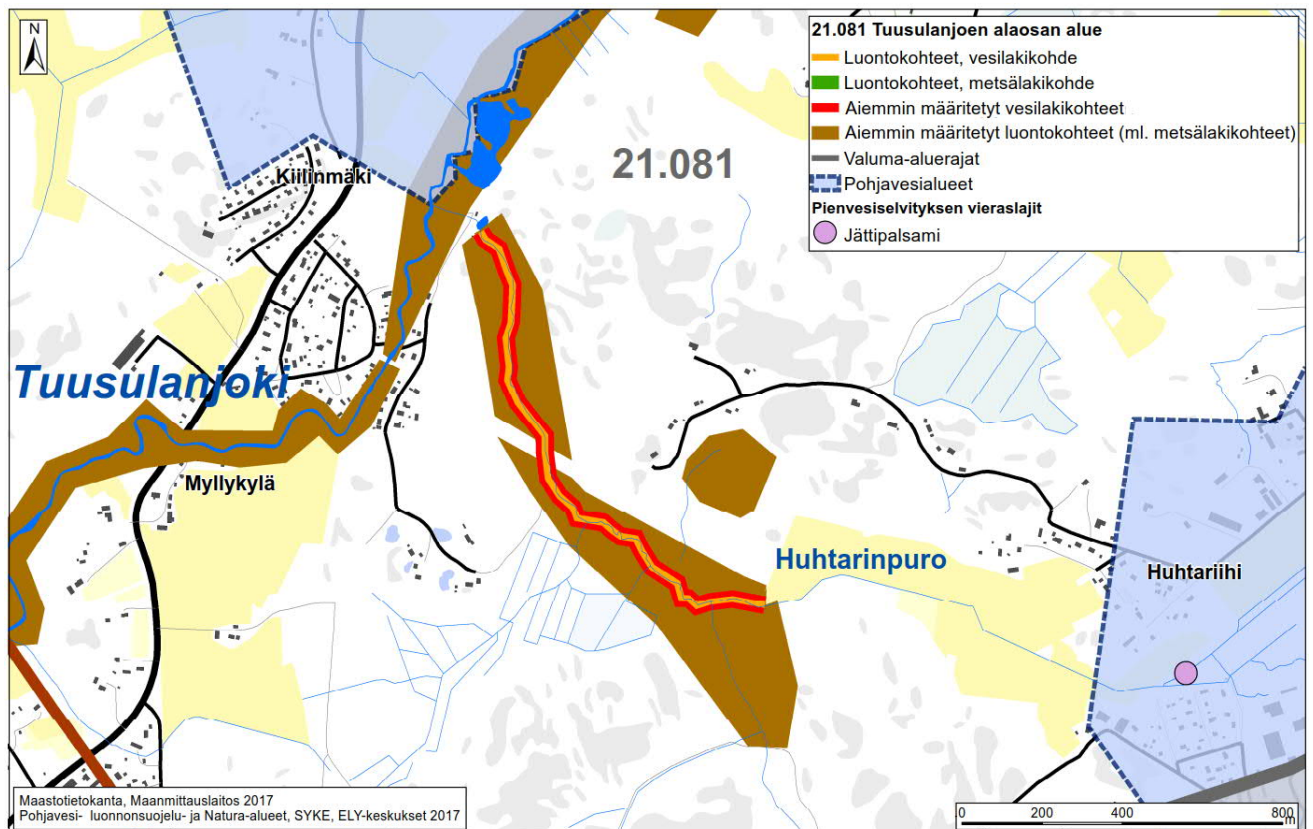 N
21.081 Tuusulanjoen alaosan alue
Luontokohteet, vesilakikohde
Luontokohteet, metsälakikohde
Aiemmin määritetyt vesilakikohteet
Aiemmin määritetyt luontokohteet (ml. metsälakikohteet)
Valuma-aluerajat
Pohjavesialueet
Pienvesiselvityksen vieraslajit
Jättipalsami
21.081
Kiilinmäki
Tuusulanjoki
Myllykylä
Huhtarinpuro
Huhtariihi
Maastotietokanta, Maanmittauslaitos 2017
Pohjavesi- luonnonsuojelu- ja Natura-alueet, SYKE, ELY-keskukset 2017
0 200 400 800
m